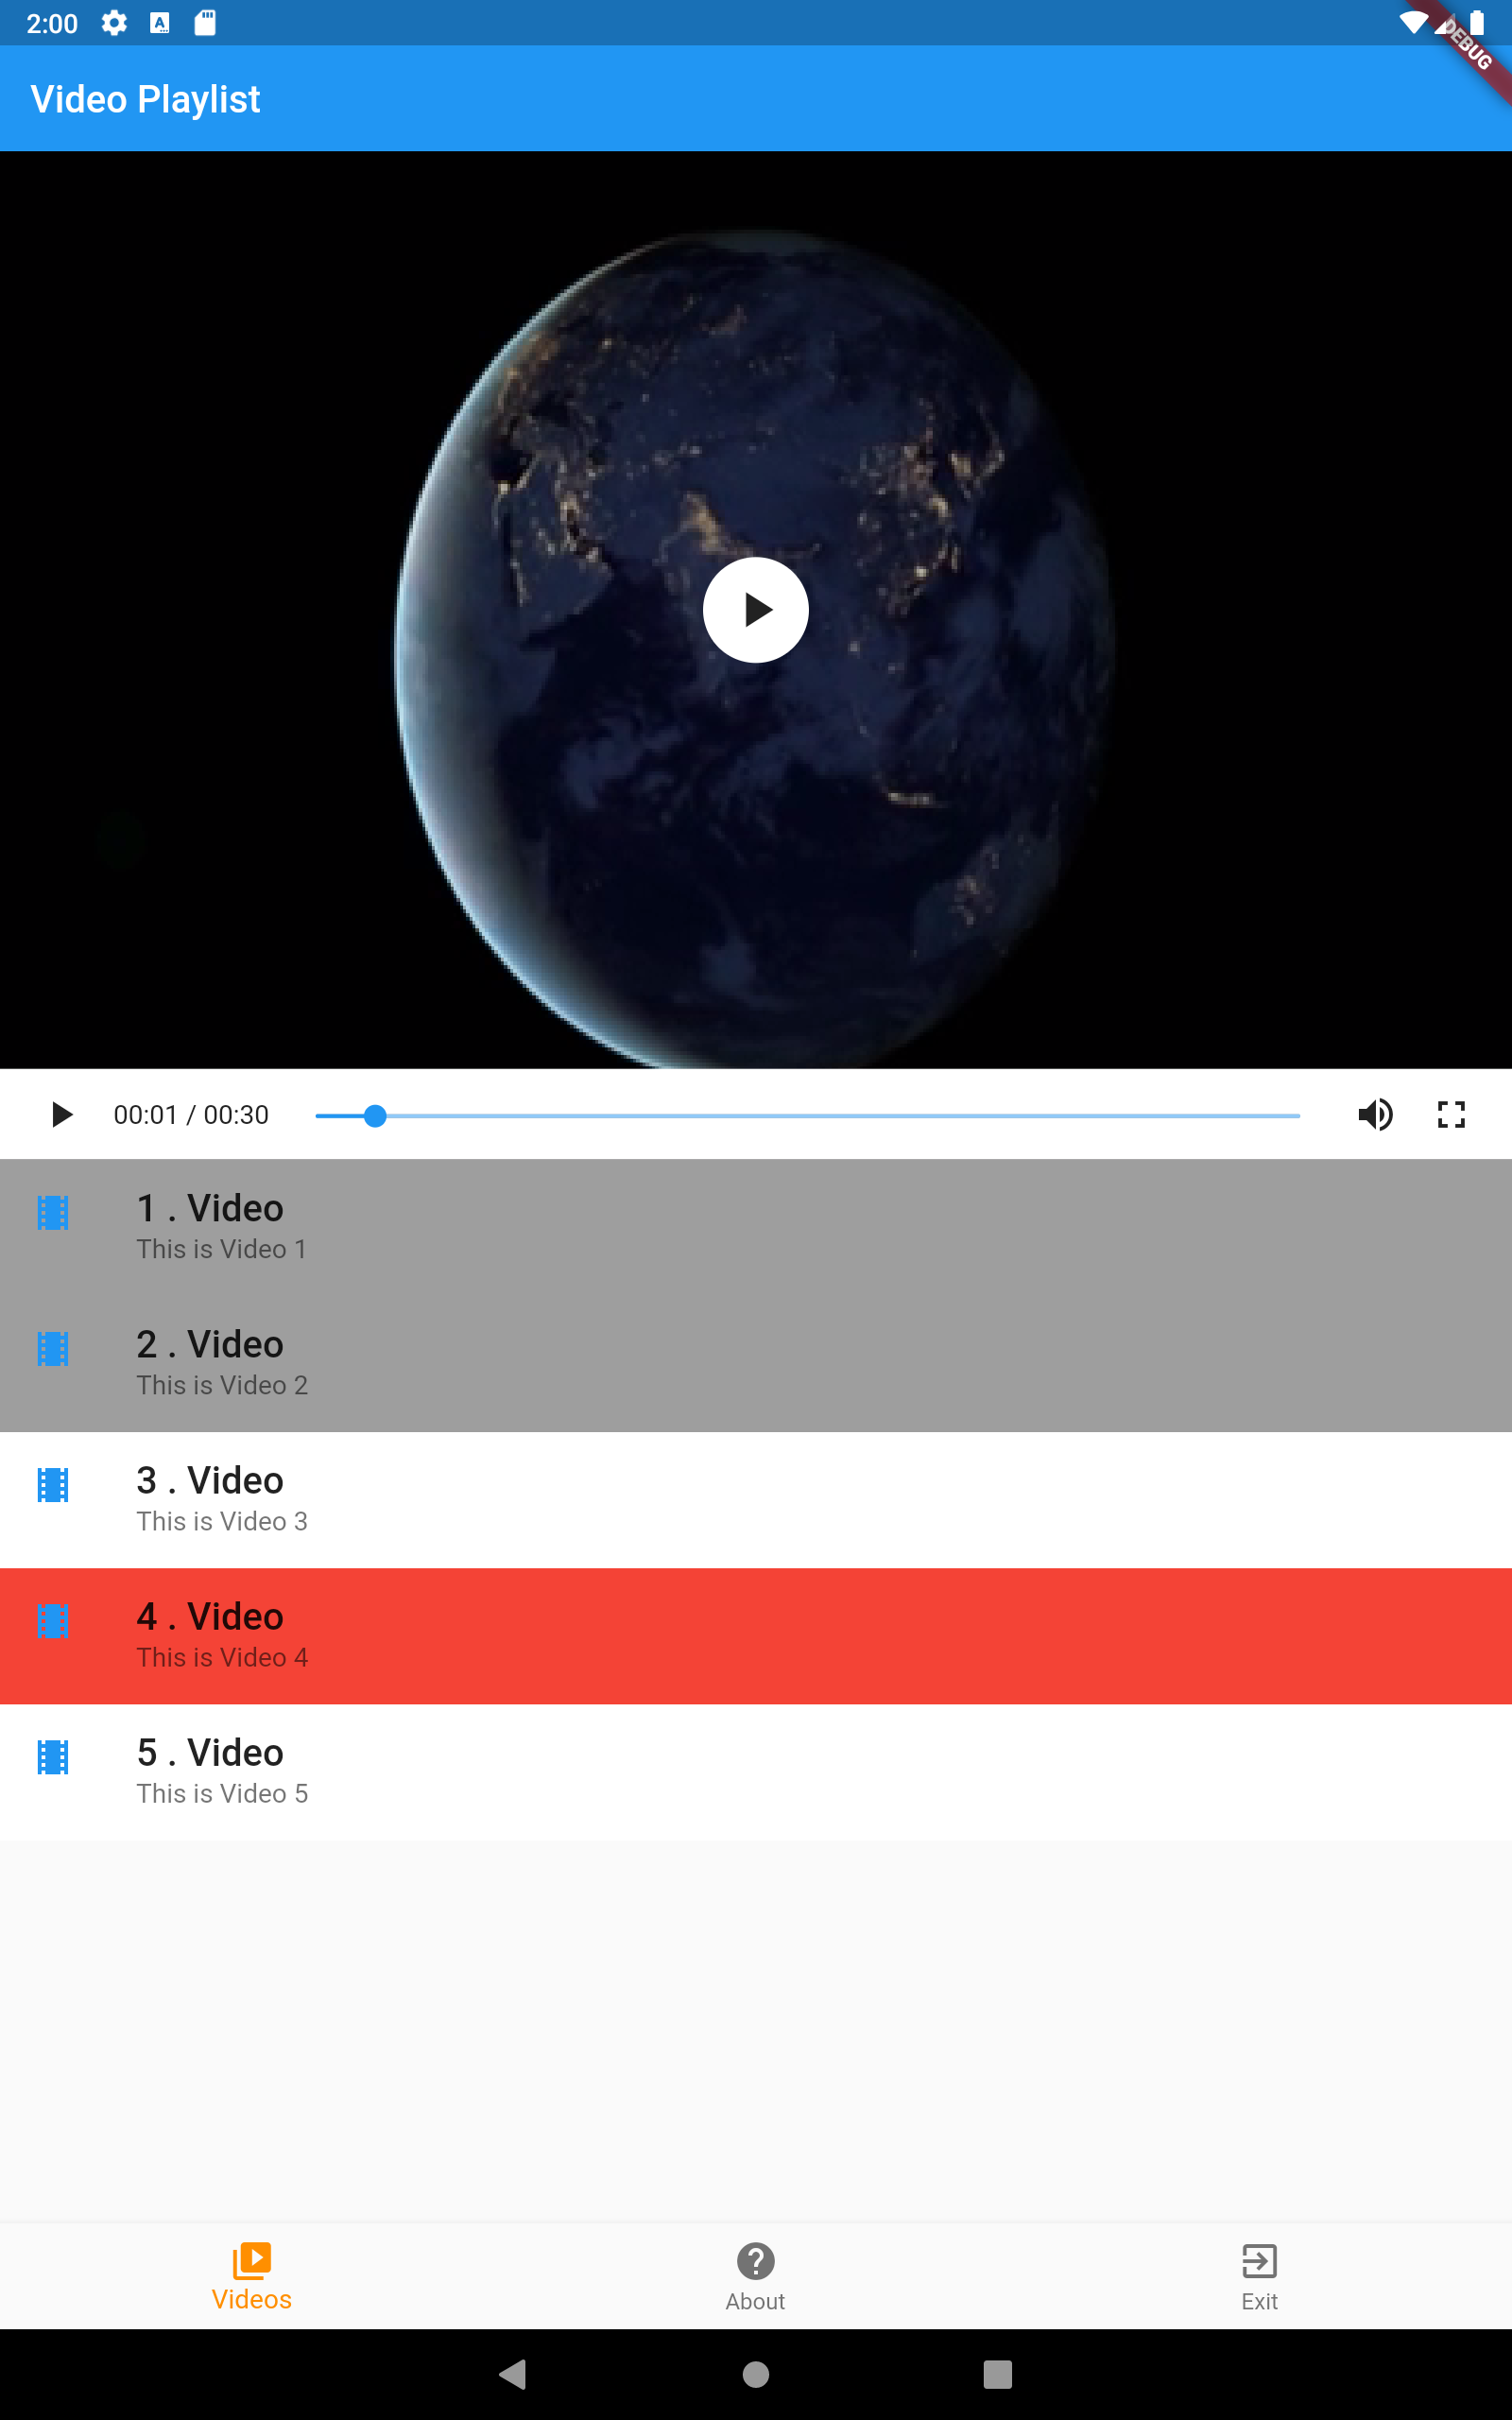 2:00
DEBUG
Video Playlist
00:01 / 00:30
1 . Video
This is Video 1
2 . Video
This is Video 2
3 . Video
This is Video 3
4 . Video
This is Video 4
5 . Video
This is Video 5
Videos
About
Exit